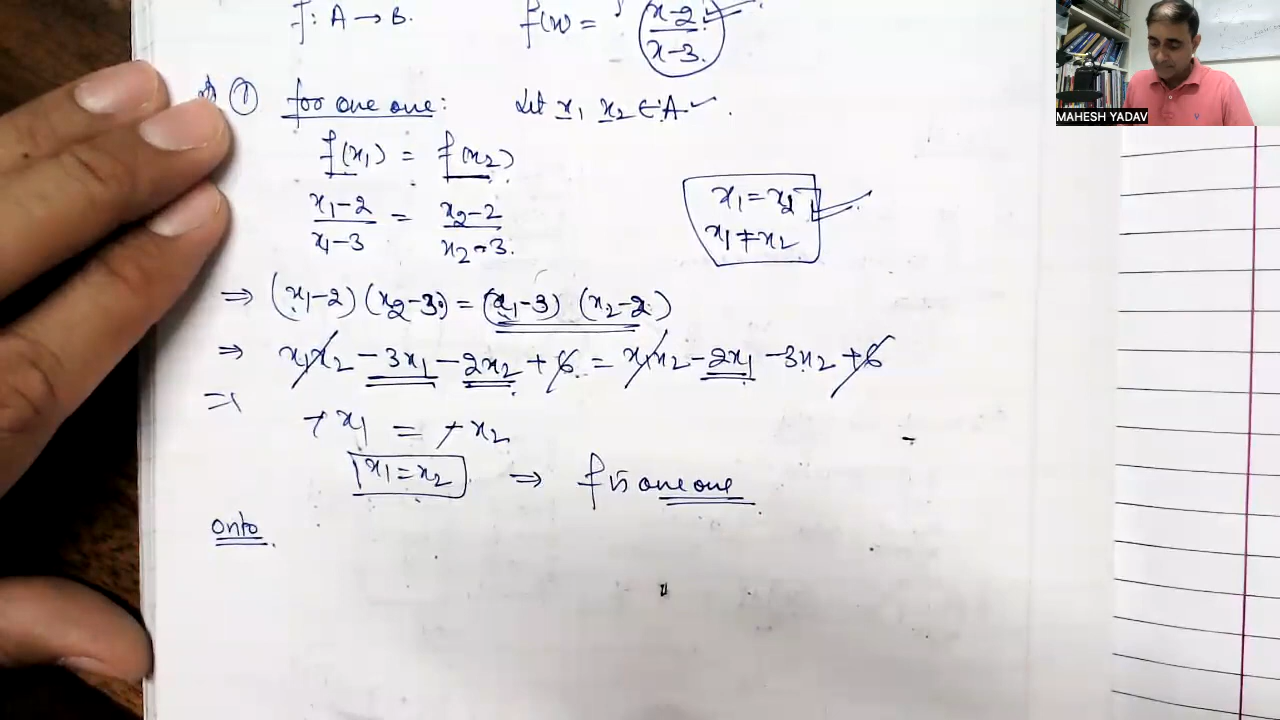 f: A → B. f(x) = x-2/x-3.
① for one one: Let x₁ x₂ ∈ A
f(x₁) = f(x₂)
x₁-2/x₁-3 = x₂-2/x₂-3.
x₁ = x₂
x₁ ≠ x₂
⇒ (x₁-2) (x₂-3) = (x₁-3) (x₂-2)
⇒ x₁x₂ -3x₁ -2x₂ +6 = x₁x₂ -2x₁ -3x₂ +6
⇒
-x₁ = -x₂
x₁=x₂ ⇒ f is one one
Onto
MAHESH YADAV